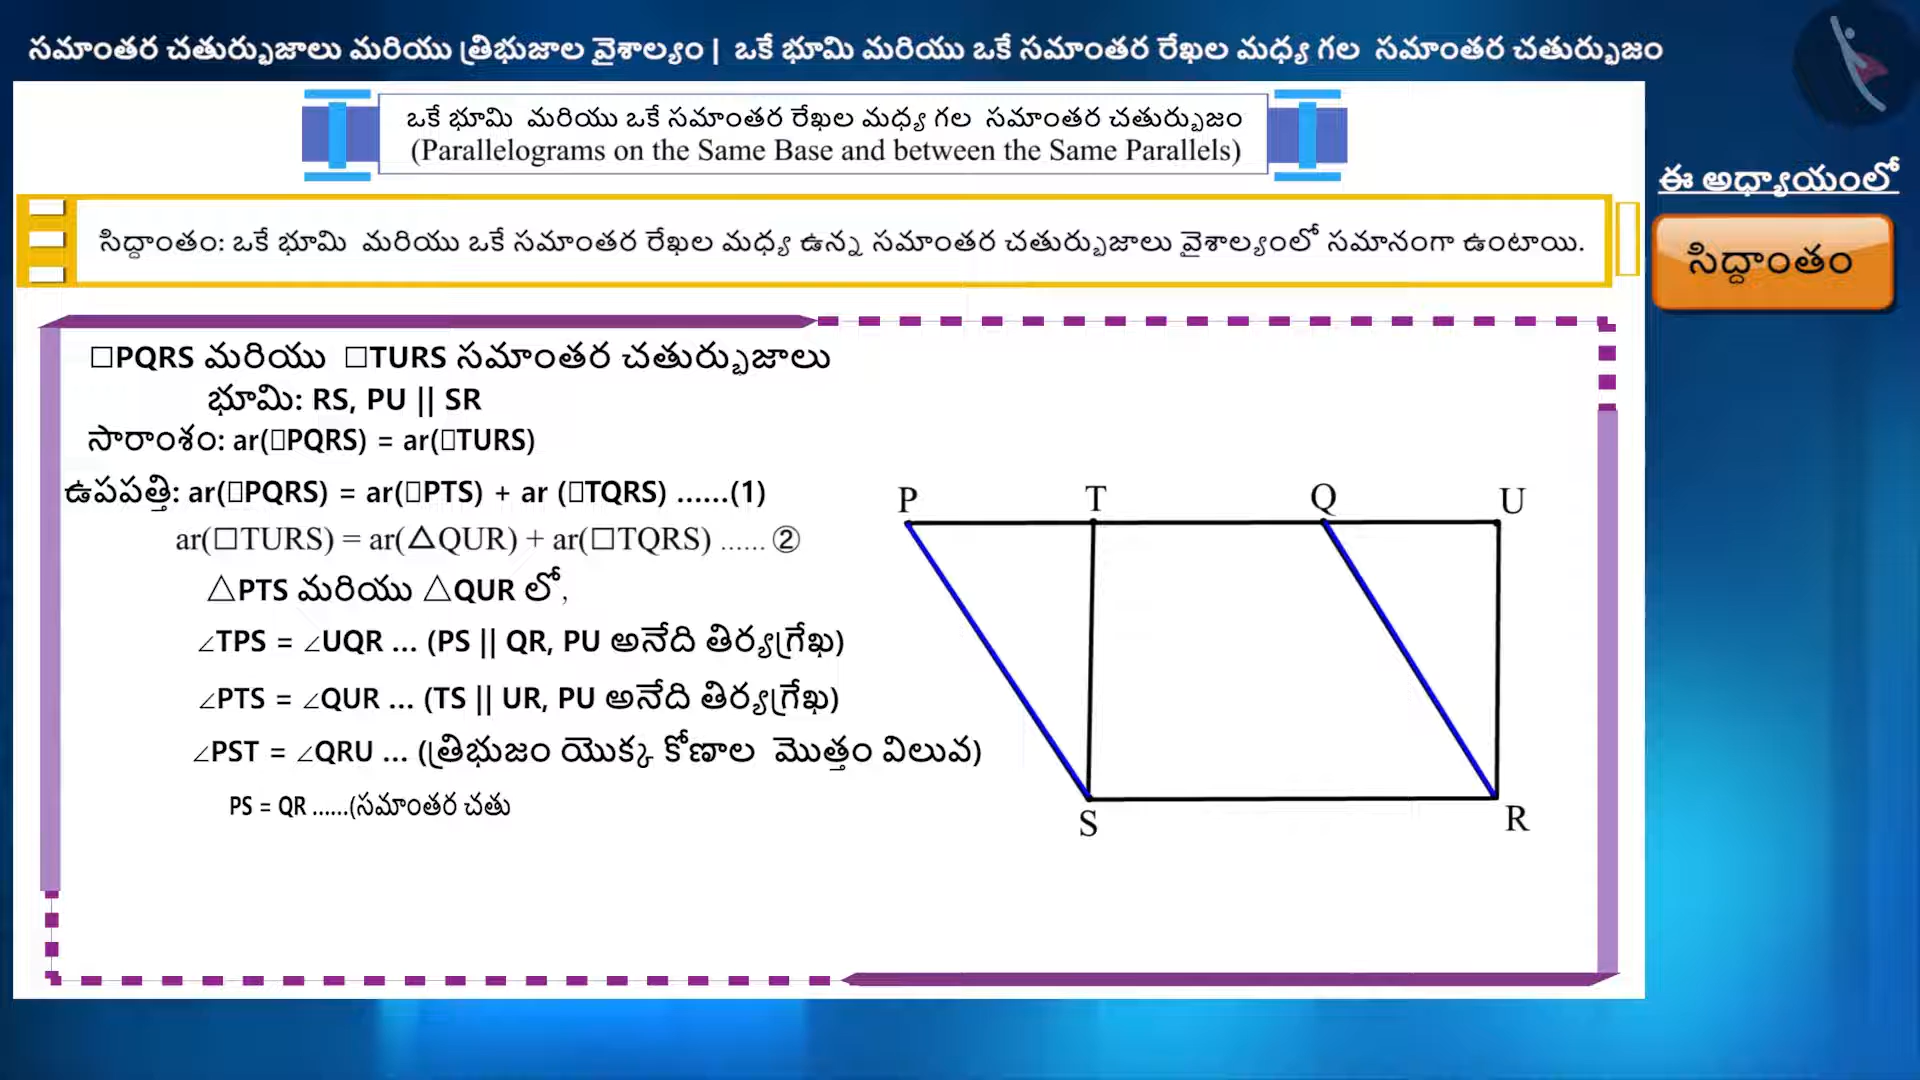 సమాంతర చతుర్భుజాలు మరియు త్రిభుజాల వైశాల్యం | ఒకే భూమి మరియు ఒకే సమాంతర రేఖల మధ్య గల సమాంతర చతుర్భుజం
ఒకే భూమి మరియు ఒకే సమాంతర రేఖల మధ్య గల సమాంతర చతుర్భుజం
(Parallelograms on the Same Base and between the Same Parallels)
ఈ అధ్యాయంలో
సిద్ధాంతం
సిద్ధాంతం: ఒకే భూమి మరియు ఒకే సమాంతర రేఖల మధ్య ఉన్న సమాంతర చతుర్భుజాలు వైశాల్యంలో సమానంగా ఉంటాయి.
□PQRS మరియు □TURS సమాంతర చతుర్భుజాలు
భూమి: RS, PU || SR
సారాంశం: ar(▯PQRS) = ar(▯TURS)
ఉపపత్తి: ar(▯PQRS) = ar(▯PTS) + ar (▯TQRS) ......(1)
ar(□TURS) = ar(△QUR) + ar(□TQRS) ...... ②
△PTS మరియు △QUR లో,
∠TPS = ∠UQR ... (PS || QR, PU అనేది తిర్యగ్రేఖ)
∠PTS = ∠QUR ... (TS || UR, PU అనేది తిర్యగ్రేఖ)
∠PST = ∠QRU ... (త్రిభుజం యొక్క కోణాల మొత్తం విలువ)
PS = QR ......(సమాంతర చతు
P T Q U
S R